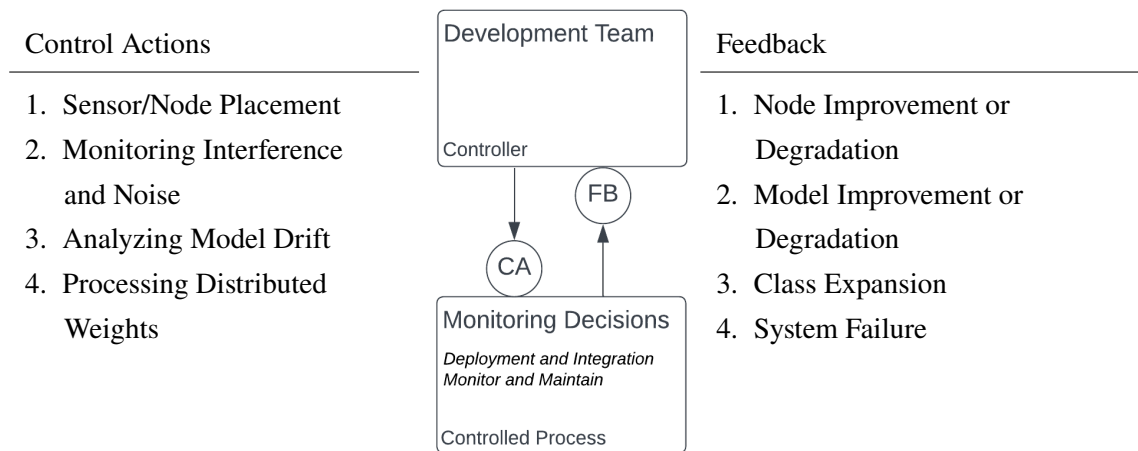 Control Actions
1. Sensor/Node Placement
2. Monitoring Interference
and Noise
3. Analyzing Model Drift
4. Processing Distributed
Weights
Development Team
Controller
CA
FB
Monitoring Decisions
Deployment and Integration
Monitor and Maintain
Controlled Process
Feedback
1. Node Improvement or
Degradation
2. Model Improvement or
Degradation
3. Class Expansion
4. System Failure